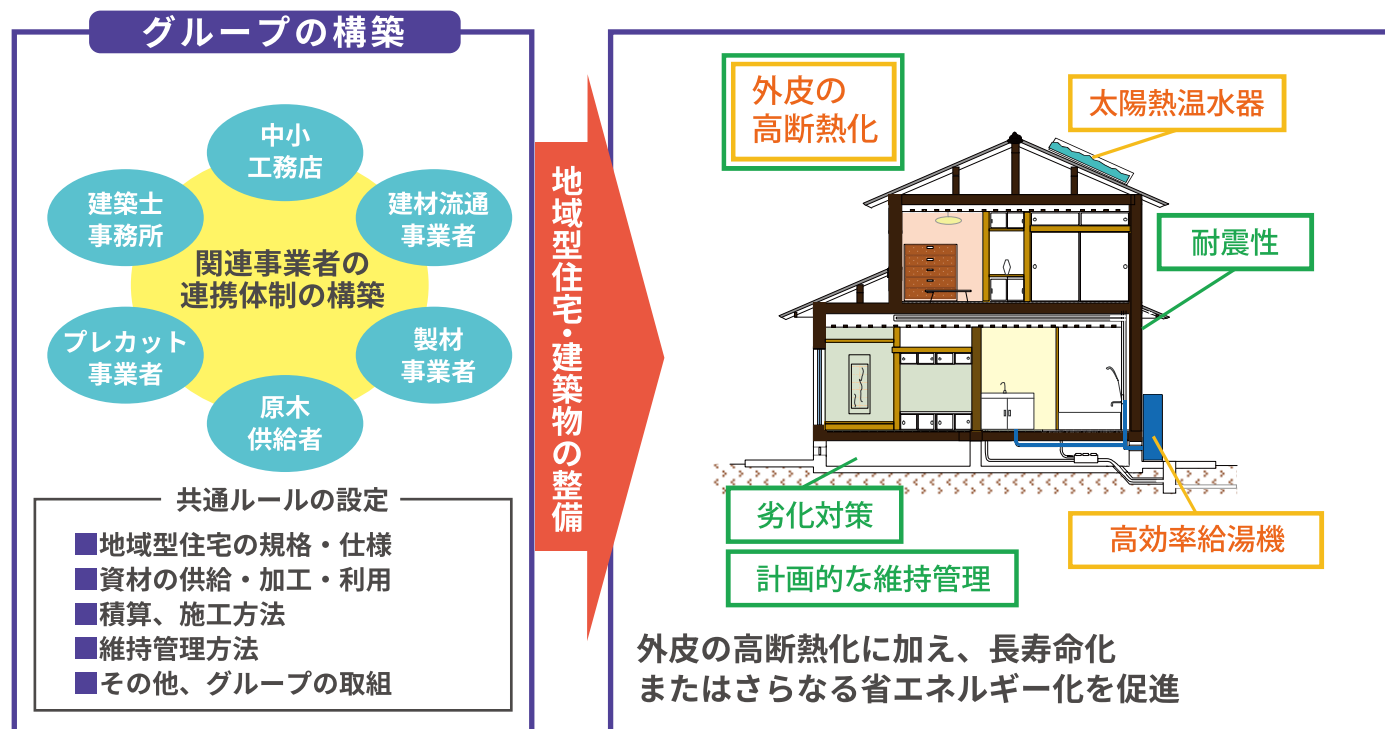 グループの構築
中小
工務店
建築士
事務所
建材流通
事業者
関連事業者の
連携体制の構築
プレカット
事業者
製材
事業者
原木
供給者
共通ルールの設定
■地域型住宅の規格・仕様
■資材の供給・加工・利用
■積算、施工方法
■維持管理方法
■その他、グループの取組
地域型住宅・建築物の整備
外皮の
高断熱化
太陽熱温水器
耐震性
劣化対策
高効率給湯機
計画的な維持管理
外皮の高断熱化に加え、長寿命化
またはさらなる省エネルギー化を促進